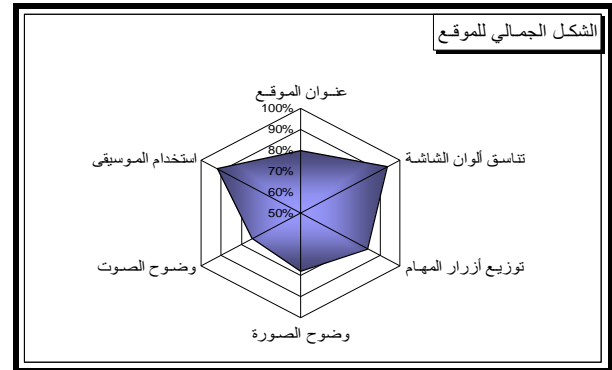 الشكل الجمالي للموقع
عنوان الموقع
100%
90%
80%
70%
60%
50%
تناسق ألوان الشاشة
استخدام الموسيقى
توزيع أزرار المهام
وضوح الصوت
وضوح الصورة